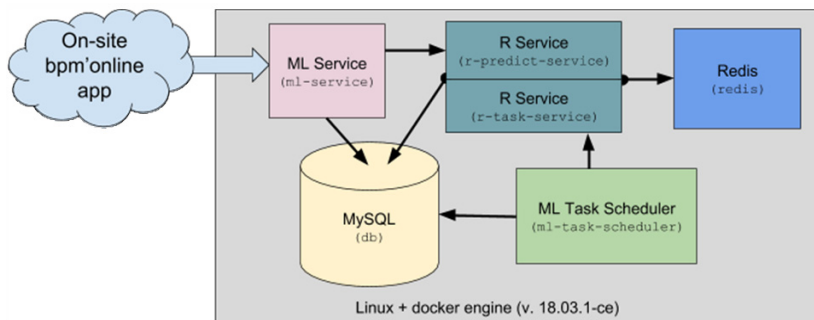 On-site
bpm'online
app
ML Service
(ml-service)
R Service
(r-predict-service)
R Service
(r-task-service)
Redis
(redis)
MySQL
(db)
ML Task Scheduler
(ml-task-scheduler)
Linux + docker engine (v. 18.03.1-ce)